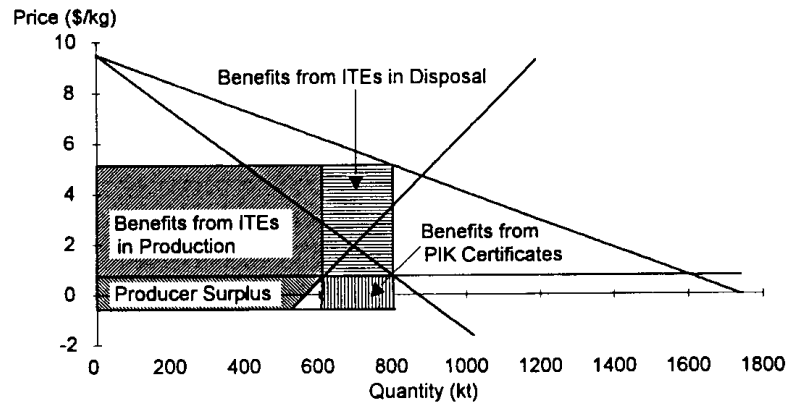 Price ($/kg)
10
Benefits from ITEs in Disposal
8
6
4
Benefits from ITEs
in Production
Benefits from
PIK Certificates
2
Producer Surplus
0
-2
0 200 400 600 800 1000 1200 1400 1600 1800
Quantity (kt)